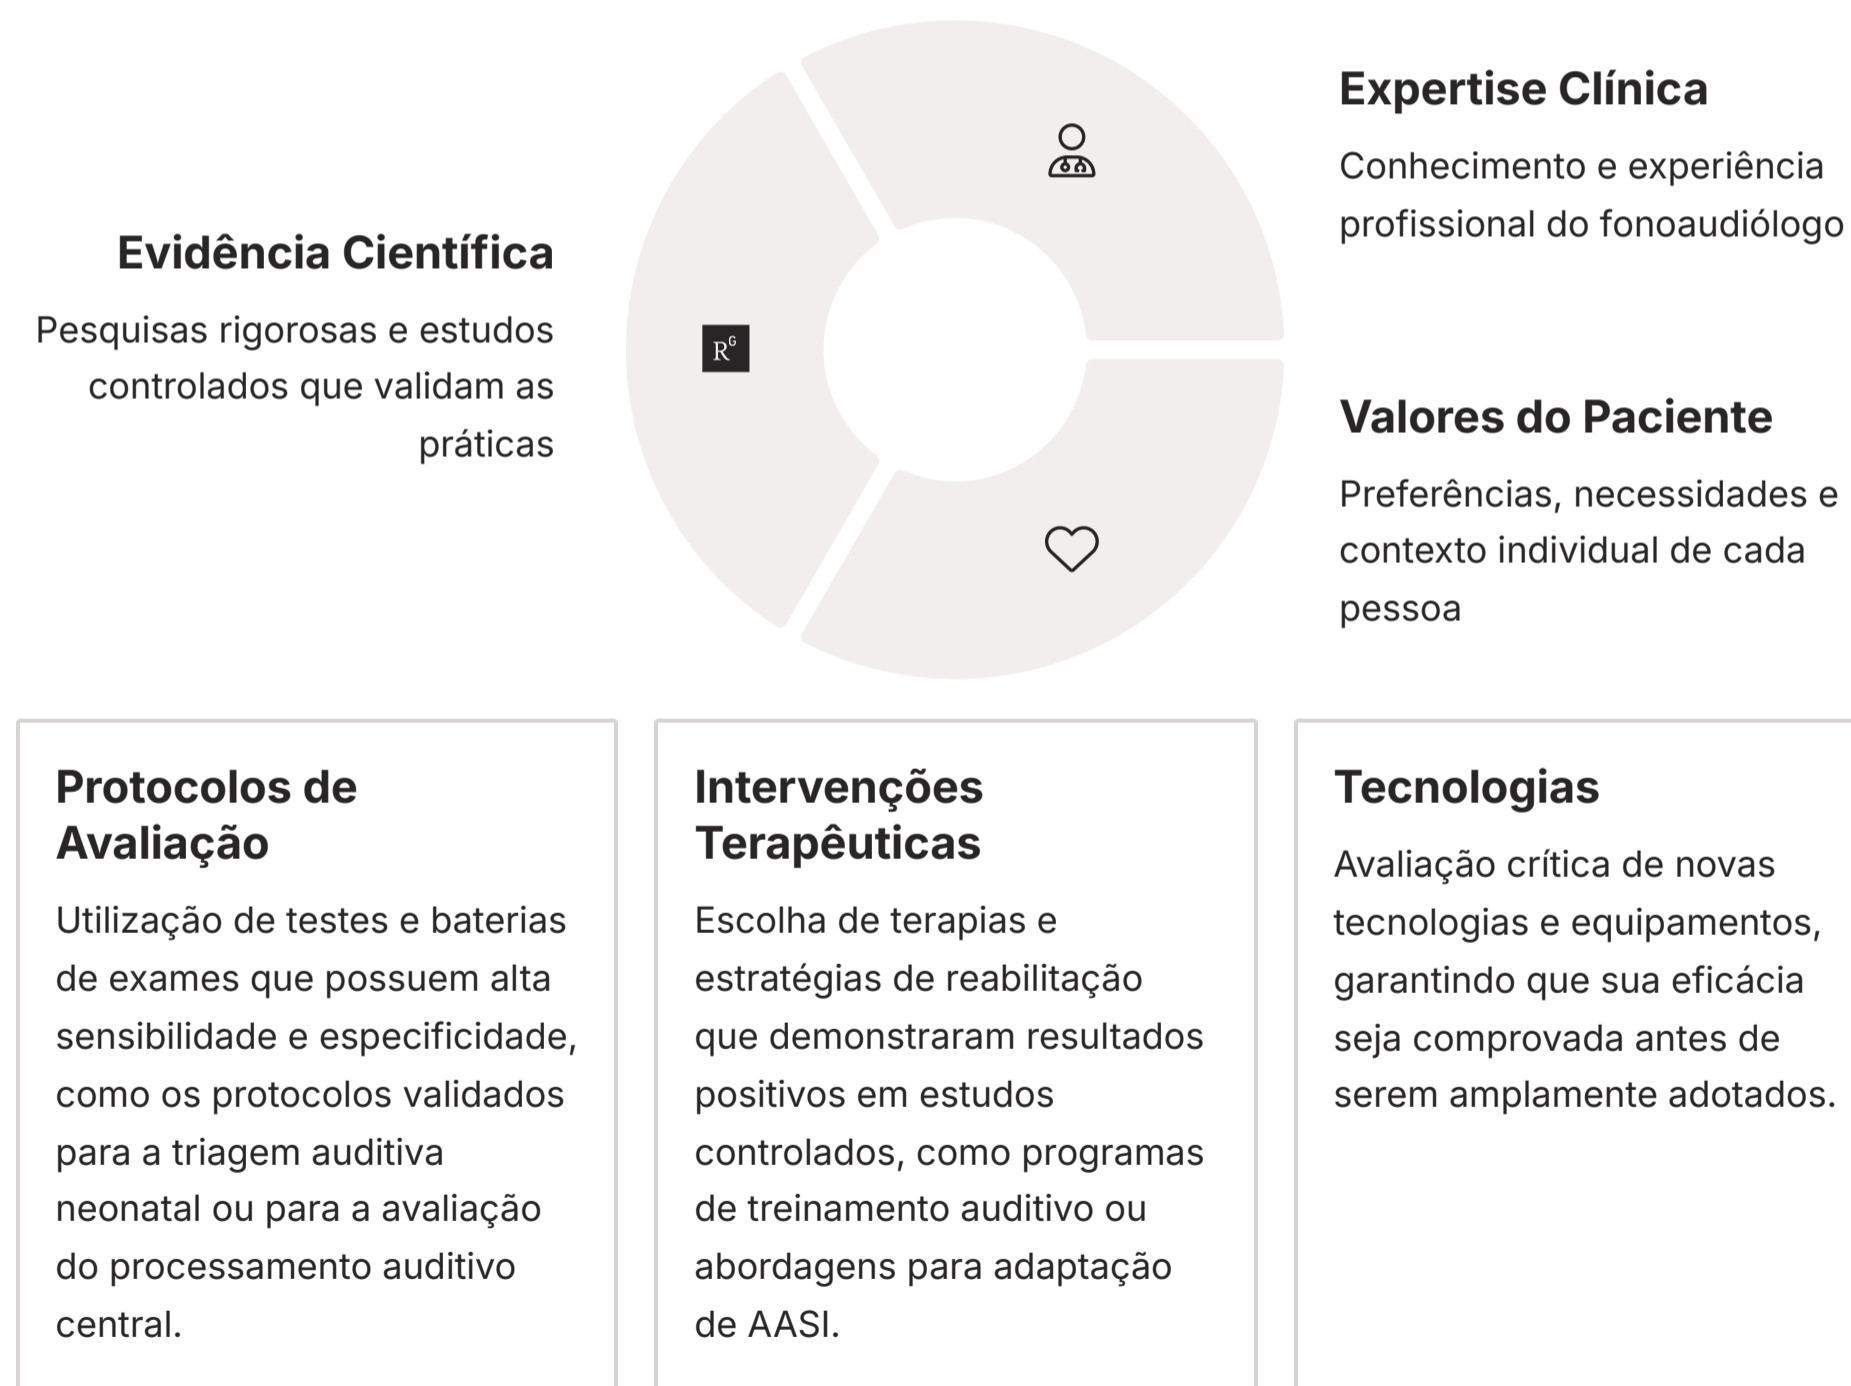 Evidência Científica
Pesquisas rigorosas e estudos
controlados que validam as
práticas
RG
Expertise Clínica
Conhecimento e experiência
profissional do fonoaudiólogo
Valores do Paciente
Preferências, necessidades e
contexto individual de cada
pessoa
Protocolos de
Avaliação
Utilização de testes e baterias
de exames que possuem alta
sensibilidade e especificidade,
como os protocolos validados
para a triagem auditiva
neonatal ou para a avaliação
do processamento auditivo
central.
Intervenções
Terapêuticas
Escolha de terapias e
estratégias de reabilitação
que demonstraram resultados
positivos em estudos
controlados, como programas
de treinamento auditivo ou
abordagens para adaptação
de AASI.
Tecnologias
Avaliação crítica de novas
tecnologias e equipamentos,
garantindo que sua eficácia
seja comprovada antes de
serem amplamente adotados.